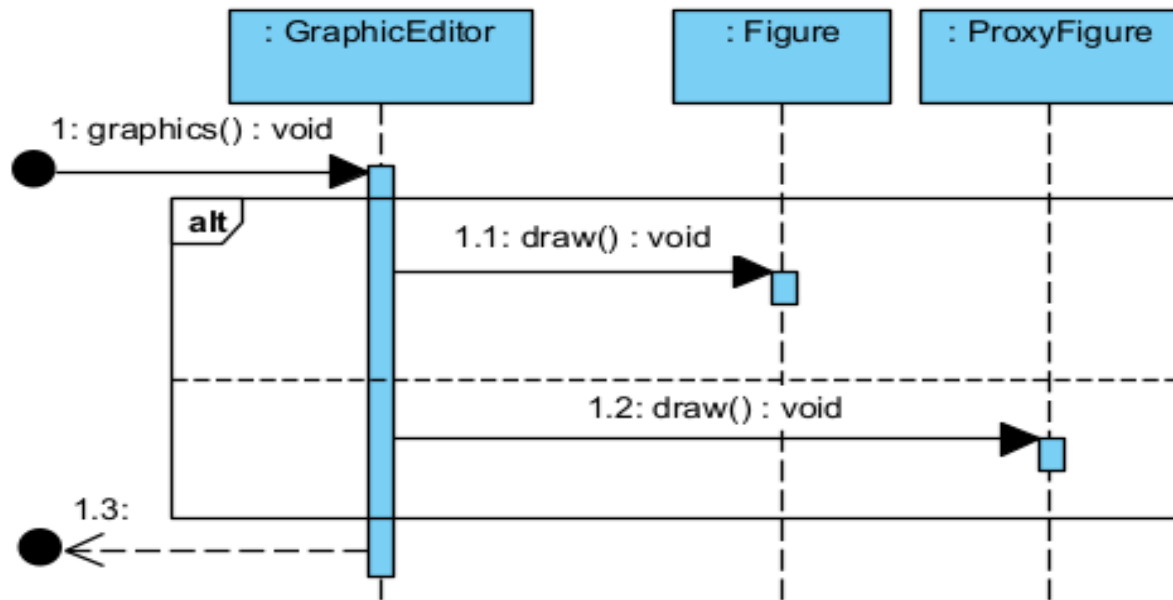 : GraphicEditor
: Figure
: ProxyFigure
1: graphics() : void
alt
1.1: draw() : void
1.2: draw() : void
1.3: